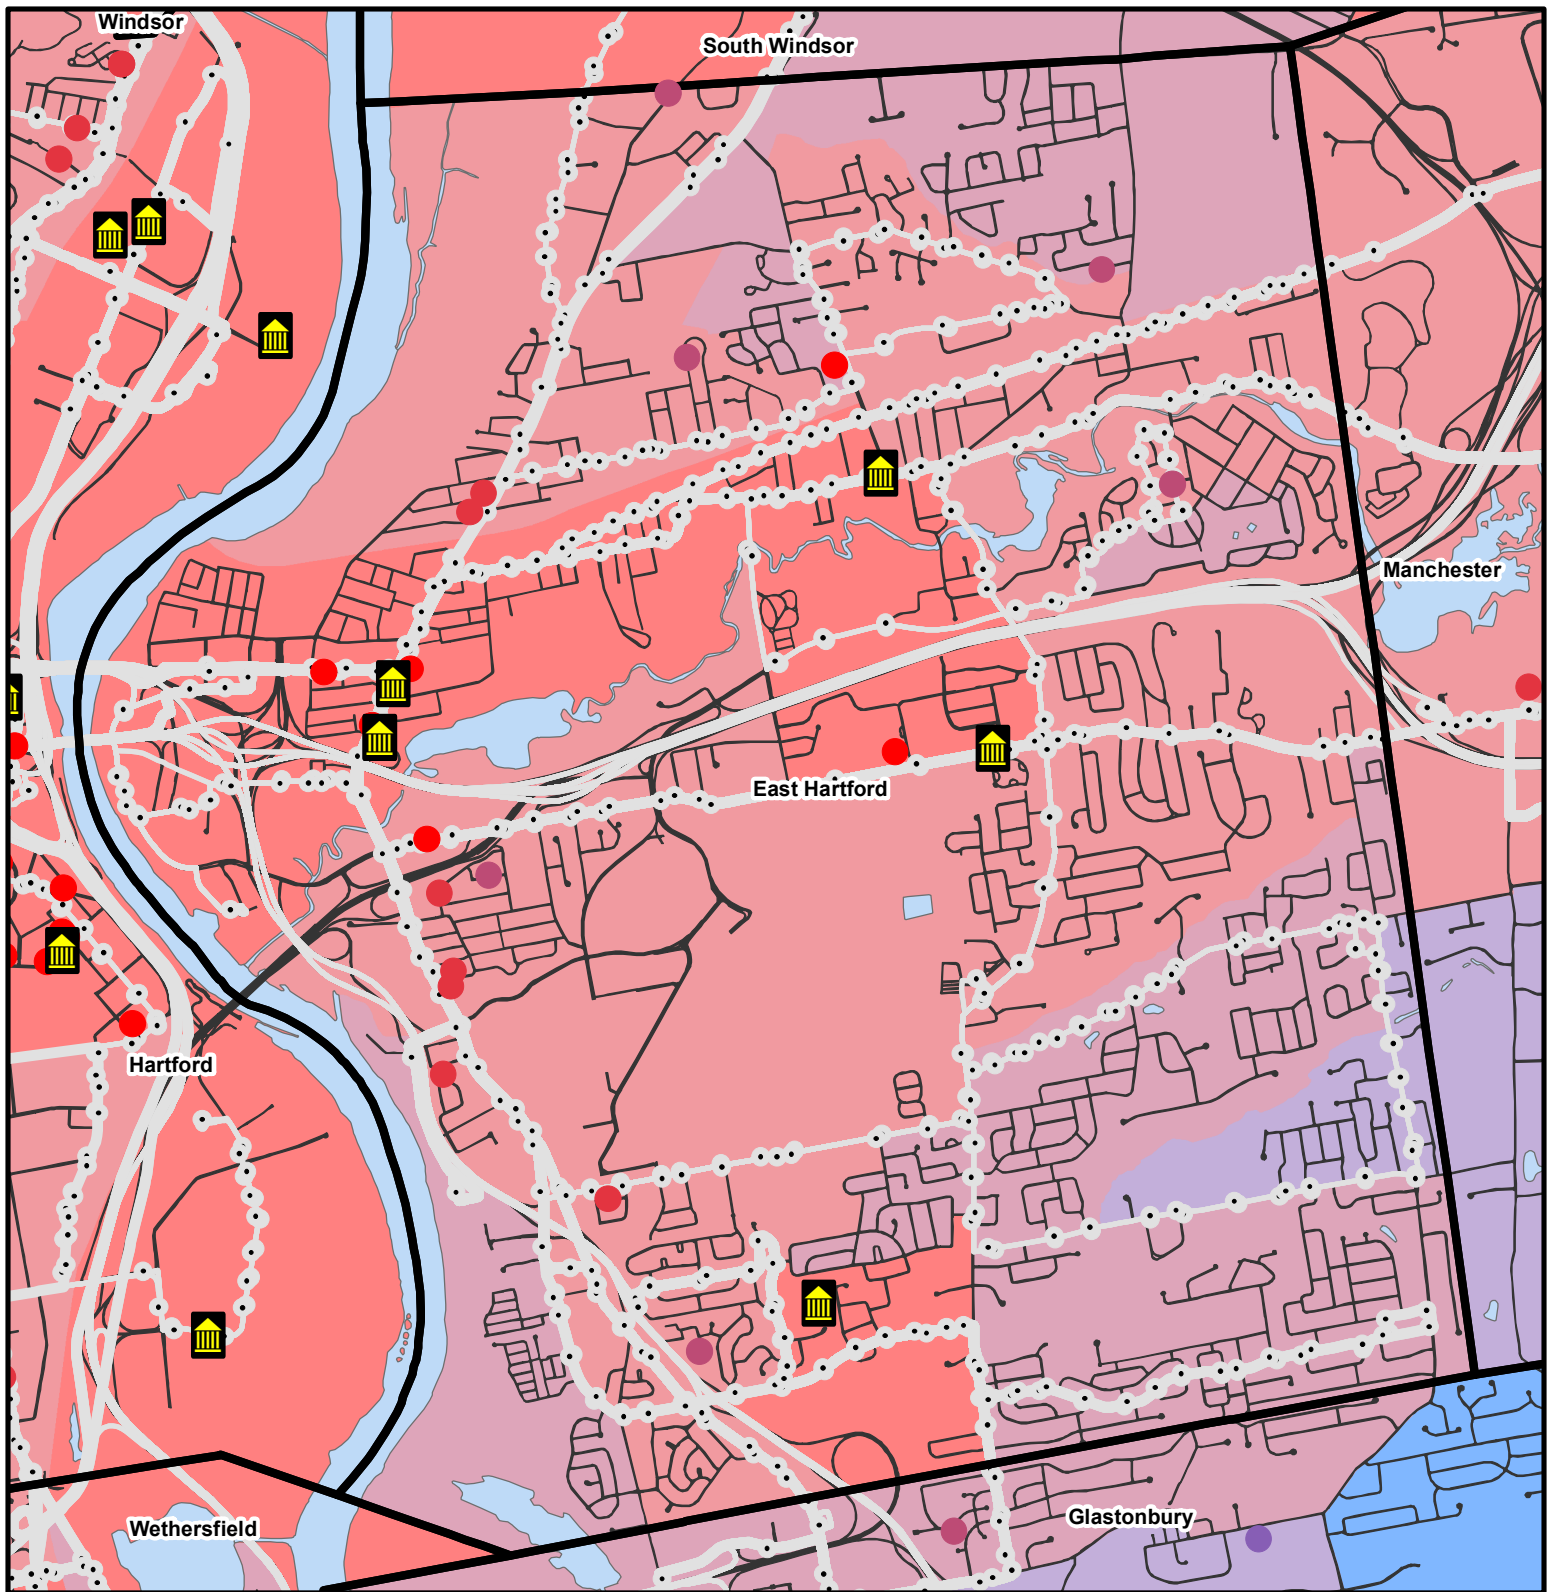 Windsor
South Windsor
Manchester
East Hartford
Hartford
Glastonbury
Wethersfield